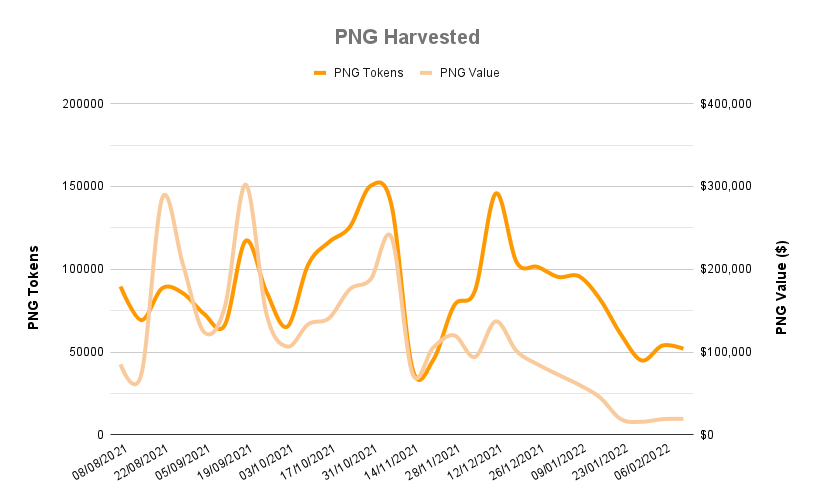 PNG Harvested
PNG Tokens PNG Value
200000 $400,000
150000 $300,000
100000 $200,000
50000 $100,000
0 $0
PNG Tokens
PNG Value ($)
08/08/2021 22/08/2021 05/09/2021 19/09/2021 03/10/2021 17/10/2021 31/10/2021 14/11/2021 28/11/2021 12/12/2021 26/12/2021 09/01/2022 23/01/2022 06/02/2022